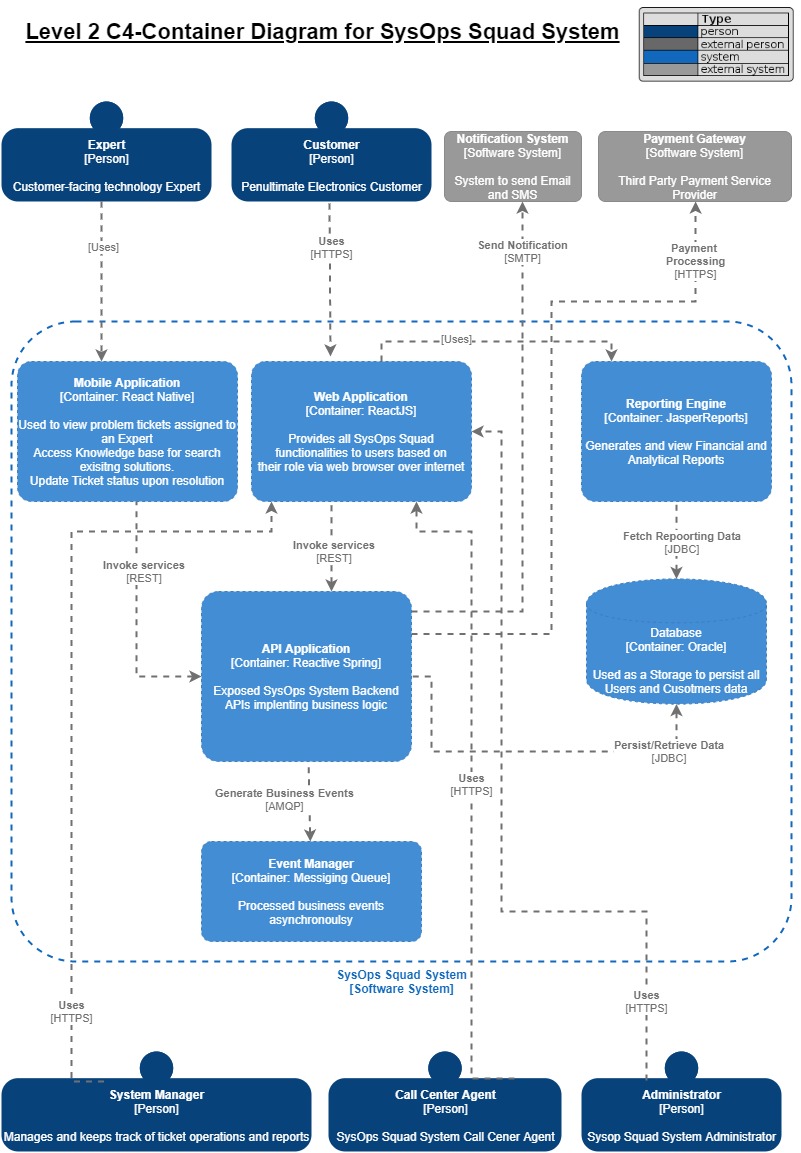 Level 2 C4-Container Diagram for SysOps Squad System
Type
person
external person
system
external system
Expert
[Person]
Customer-facing technology Expert
Customer
[Person]
Penultimate Electronics Customer
Notification System
[Software System]
System to send Email
and SMS
Payment Gateway
[Software System]
Third Party Payment Service
Provider
[Uses]
Uses
[HTTPS]
Send Notification
[SMTP]
Payment
Processing
[HTTPS]
[Uses]
Mobile Application
[Container: React Native]
Used to view problem tickets assigned to
an Expert
Access Knowledge base for search
exisitng solutions.
Update Ticket status upon resolution
Web Application
[Container: ReactJS]
Provides all SysOps Squad
functionalities to users based on
their role via web browser over internet
Reporting Engine
[Container: JasperReports]
Generates and view Financial and
Analytical Reports
Invoke services
[REST]
Invoke services
[REST]
Fetch Repoorting Data
[JDBC]
API Application
[Container: Reactive Spring]
Exposed SysOps System Backend
APIs implenting business logic
Database
[Container: Oracle]
Used as a Storage to persist all
Users and Cusotmers data
Persist/Retrieve Data
[JDBC]
Uses
[HTTPS]
Generate Business Events
[AMQP]
Event Manager
[Container: Messiging Queue]
Processed business events
asynchronoulsy
SysOps Squad System
[Software System]
Uses
[HTTPS]
Uses
[HTTPS]
System Manager
[Person]
Manages and keeps track of ticket operations and reports
Call Center Agent
[Person]
SysOps Squad System Call Cener Agent
Administrator
[Person]
Sysop Squad System Administrator